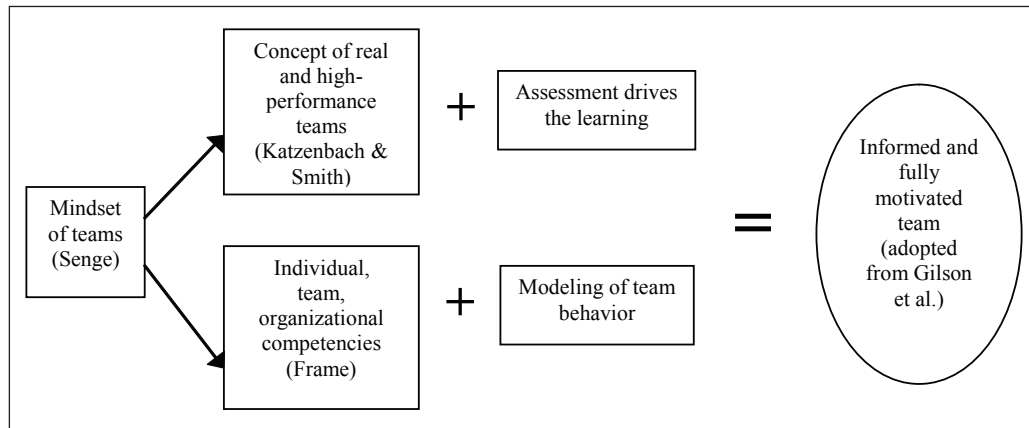 Mindset
of teams
(Senge)
Concept of real
and high-
performance
teams
(Katzenbach &
Smith)
+
Assessment drives
the learning
Individual,
team,
organizational
competencies
(Frame)
+
Modeling of team
behavior
=
Informed and
fully
motivated
team
(adopted
from Gilson
et al.)